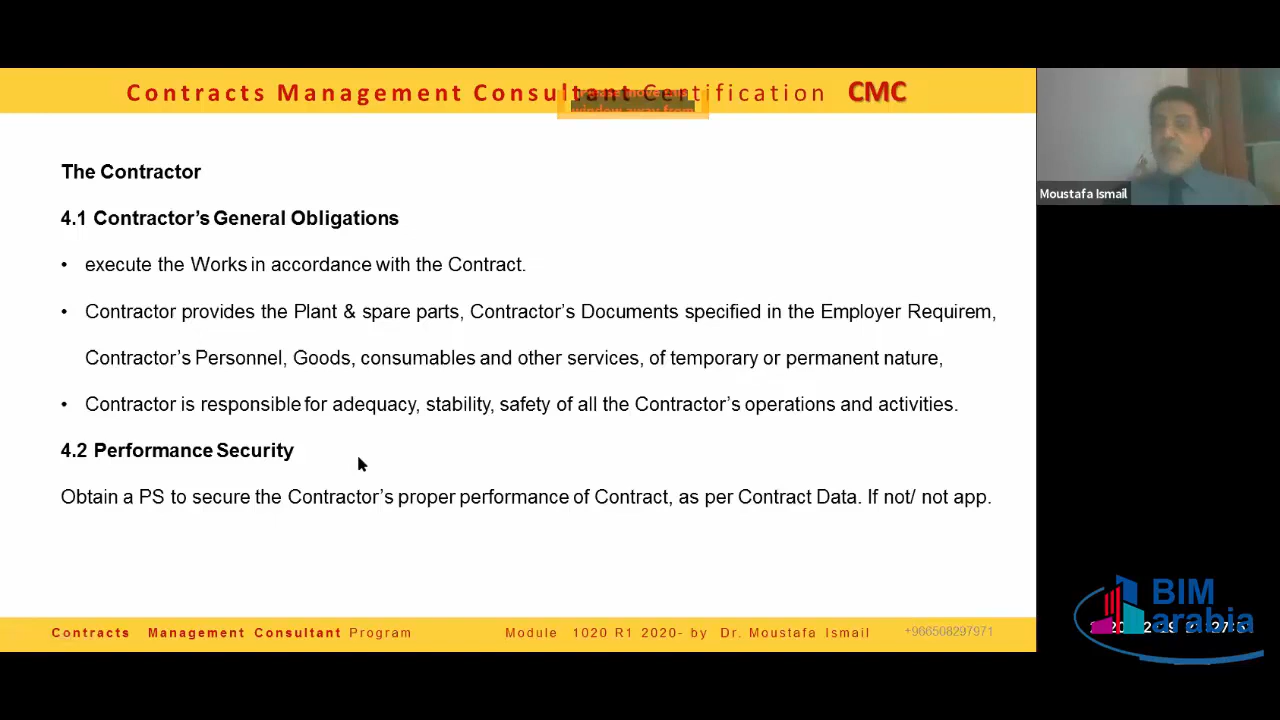 Contracts Management Consultant Certification CMC
The Contractor
4.1 Contractor's General Obligations
• execute the Works in accordance with the Contract.
• Contractor provides the Plant & spare parts, Contractor's Documents specified in the Employer Requirem,
Contractor's Personnel, Goods, consumables and other services, of temporary or permanent nature,
• Contractor is responsible for adequacy, stability, safety of all the Contractor's operations and activities.
4.2 Performance Security
Obtain a PS to secure the Contractor's proper performance of Contract, as per Contract Data. If not/ not app.
Contracts Management Consultant Program
Module 1020 R1 2020- by Dr. Moustafa Ismail
+966508297971
Moustafa Ismail
BIM
arabia